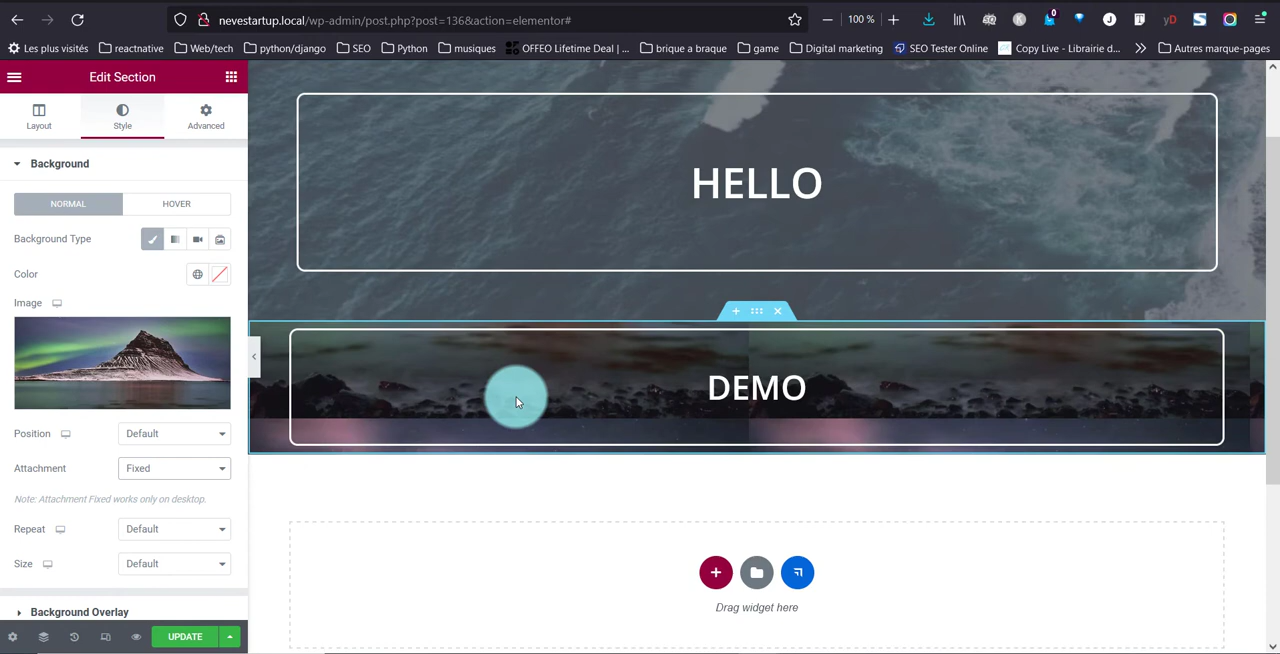 nevestartup.local/wp-admin/post.php?post=136&action=elementor#
100 %
0
yD
Les plus visités
reactnative
Web/tech
python/django
SEO
Python
musiques
OFFEO Lifetime Deal | ...
brique a braque
game
Digital marketing
SEO Tester Online
Copy Live - Librairie d...
Autres marque-pages
Edit Section
Layout
Style
Advanced
Background
NORMAL
HOVER
Background Type
Color
Image
Position
Default
Attachment
Fixed
Note: Attachment Fixed works only on desktop.
Repeat
Default
Size
Default
Background Overlay
UPDATE
HELLO
DEMO
Drag widget here